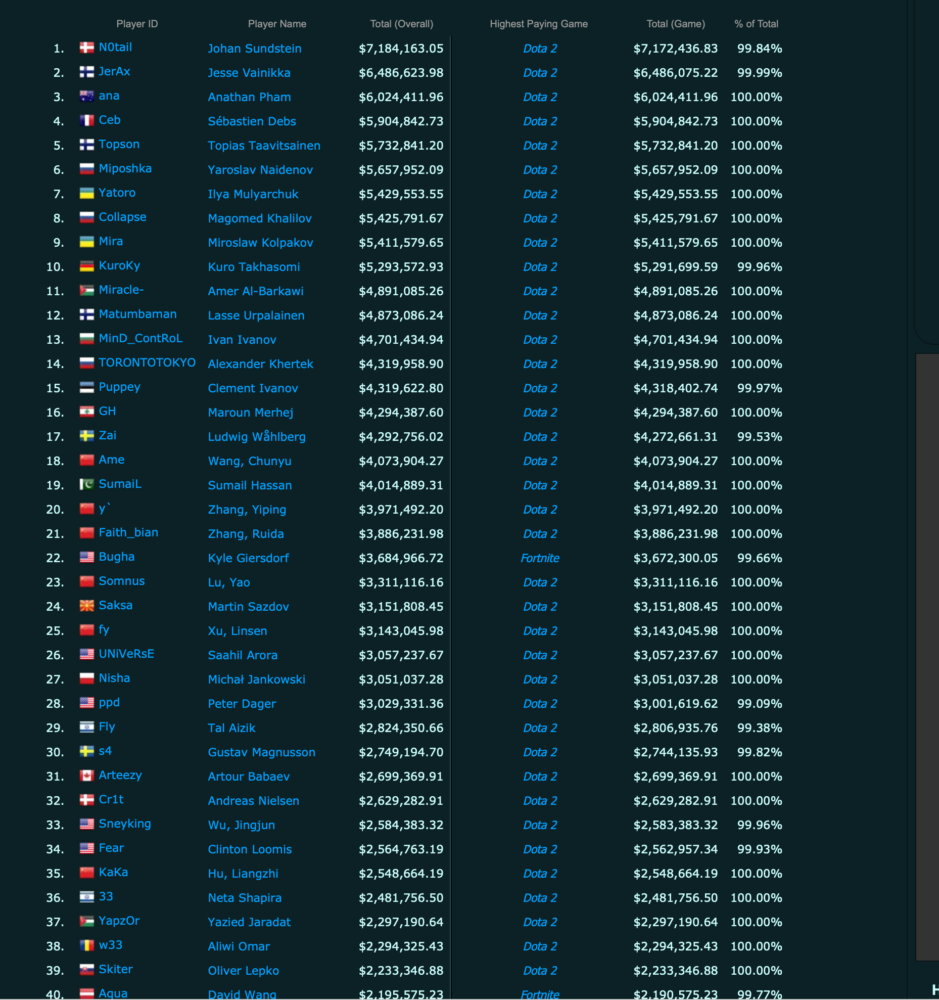 Player ID Player Name Total (Overall) Highest Paying Game Total (Game) % of Total
1. N0tail Johan Sundstein $7,184,163.05 Dota 2 $7,172,436.83 99.84%
2. JerAx Jesse Vainikka $6,486,623.98 Dota 2 $6,486,075.22 99.99%
3. ana Anathan Pham $6,024,411.96 Dota 2 $6,024,411.96 100.00%
4. Ceb Sébastien Debs $5,904,842.73 Dota 2 $5,904,842.73 100.00%
5. Topson Topias Taavitsainen $5,732,841.20 Dota 2 $5,732,841.20 100.00%
6. Miposhka Yaroslav Naidenov $5,657,952.09 Dota 2 $5,657,952.09 100.00%
7. Yatoro Ilya Mulyarchuk $5,429,553.55 Dota 2 $5,429,553.55 100.00%
8. Collapse Magomed Khalilov $5,425,791.67 Dota 2 $5,425,791.67 100.00%
9. Mira Miroslaw Kolpakov $5,411,579.65 Dota 2 $5,411,579.65 100.00%
10. KuroKy Kuro Takhasomi $5,293,572.93 Dota 2 $5,291,699.59 99.96%
11. Miracle- Amer Al-Barkawi $4,891,085.26 Dota 2 $4,891,085.26 100.00%
12. Matumbaman Lasse Urpalainen $4,873,086.24 Dota 2 $4,873,086.24 100.00%
13. MinD_ContRoL Ivan Ivanov $4,701,434.94 Dota 2 $4,701,434.94 100.00%
14. TORONTOTOKYO Alexander Khertek $4,319,958.90 Dota 2 $4,319,958.90 100.00%
15. Puppey Clement Ivanov $4,319,622.80 Dota 2 $4,318,402.74 99.97%
16. GH Maroun Merhej $4,294,387.60 Dota 2 $4,294,387.60 100.00%
17. Zai Ludwig Wåhlberg $4,292,756.02 Dota 2 $4,272,661.31 99.53%
18. Ame Wang, Chunyu $4,073,904.27 Dota 2 $4,073,904.27 100.00%
19. SumaiL Sumail Hassan $4,014,889.31 Dota 2 $4,014,889.31 100.00%
20. y` Zhang, Yiping $3,971,492.20 Dota 2 $3,971,492.20 100.00%
21. Faith_bian Zhang, Ruida $3,886,231.98 Dota 2 $3,886,231.98 100.00%
22. Bugha Kyle Giersdorf $3,684,966.72 Fortnite $3,672,300.05 99.66%
23. Somnus Lu, Yao $3,311,116.16 Dota 2 $3,311,116.16 100.00%
24. Saksa Martin Sazdov $3,151,808.45 Dota 2 $3,151,808.45 100.00%
25. fy Xu, Linsen $3,143,045.98 Dota 2 $3,143,045.98 100.00%
26. UNiVeRsE Saahil Arora $3,057,237.67 Dota 2 $3,057,237.67 100.00%
27. Nisha Michał Jankowski $3,051,037.28 Dota 2 $3,051,037.28 100.00%
28. ppd Peter Dager $3,029,331.36 Dota 2 $3,001,619.62 99.09%
29. Fly Tal Aizik $2,824,350.66 Dota 2 $2,806,935.76 99.38%
30. s4 Gustav Magnusson $2,749,194.70 Dota 2 $2,744,135.93 99.82%
31. Arteezy Artour Babaev $2,699,369.91 Dota 2 $2,699,369.91 100.00%
32. Cr1t Andreas Nielsen $2,629,282.91 Dota 2 $2,629,282.91 100.00%
33. Sneyking Wu, Jingjun $2,584,383.32 Dota 2 $2,583,383.32 99.96%
34. Fear Clinton Loomis $2,564,763.19 Dota 2 $2,562,957.34 99.93%
35. KaKa Hu, Liangzhi $2,548,664.19 Dota 2 $2,548,664.19 100.00%
36. 33 Neta Shapira $2,481,756.50 Dota 2 $2,481,756.50 100.00%
37. YapzOr Yazied Jaradat $2,297,190.64 Dota 2 $2,297,190.64 100.00%
38. w33 Aliwi Omar $2,294,325.43 Dota 2 $2,294,325.43 100.00%
39. Skiter Oliver Lepko $2,233,346.88 Dota 2 $2,233,346.88 100.00%
40. Aqua David Wang $2,195,575.23 Fortnite $2,190,575.23 99.77%